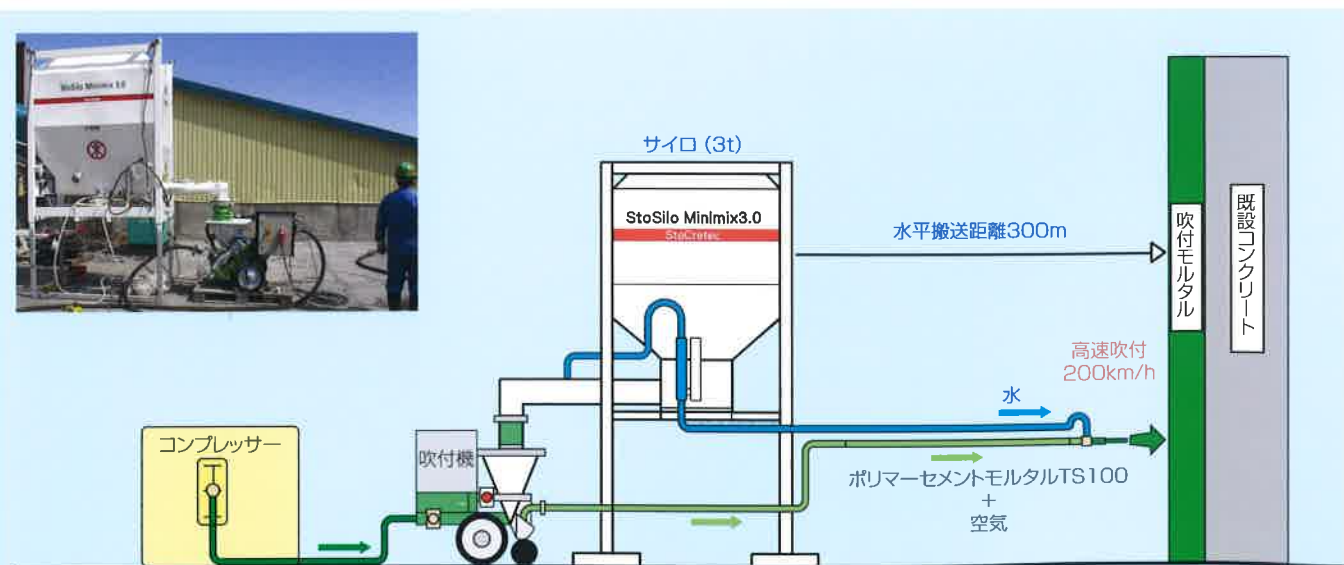 StoSilo Minimix 3.0
サイロ (3t)
StoSilo Minimix3.0
StoCretec
水平搬送距離300m
吹付モルタル
既設コンクリート
高速吹付
200km/h
水
コンプレッサー
吹付機
ポリマーセメントモルタルTS100
+
空気